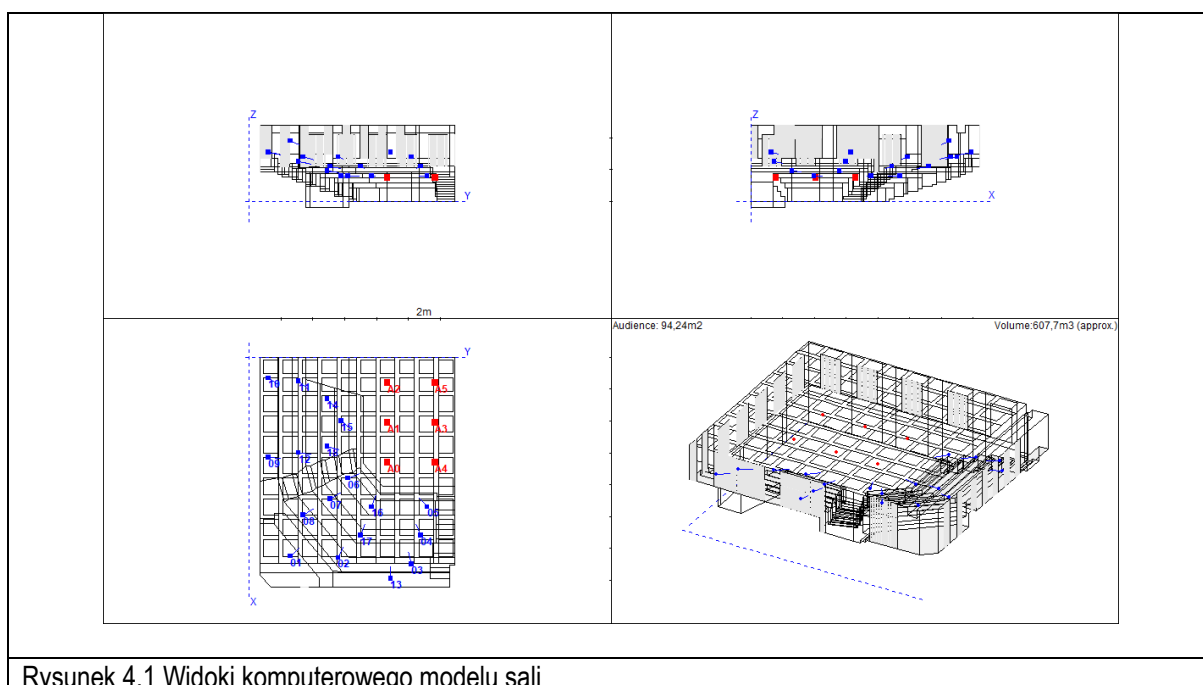 Z
Y
Z
X
2m
Y
X
10
11
14
15
A2
A5
A1
A3
09
12
A0
A4
06
07
08
16
05
17
04
01
02
03
13
Audience: 94,24m2
Volume:607,7m3 (approx.)
Rysunek 4.1 Widoki komputerowego modelu sali